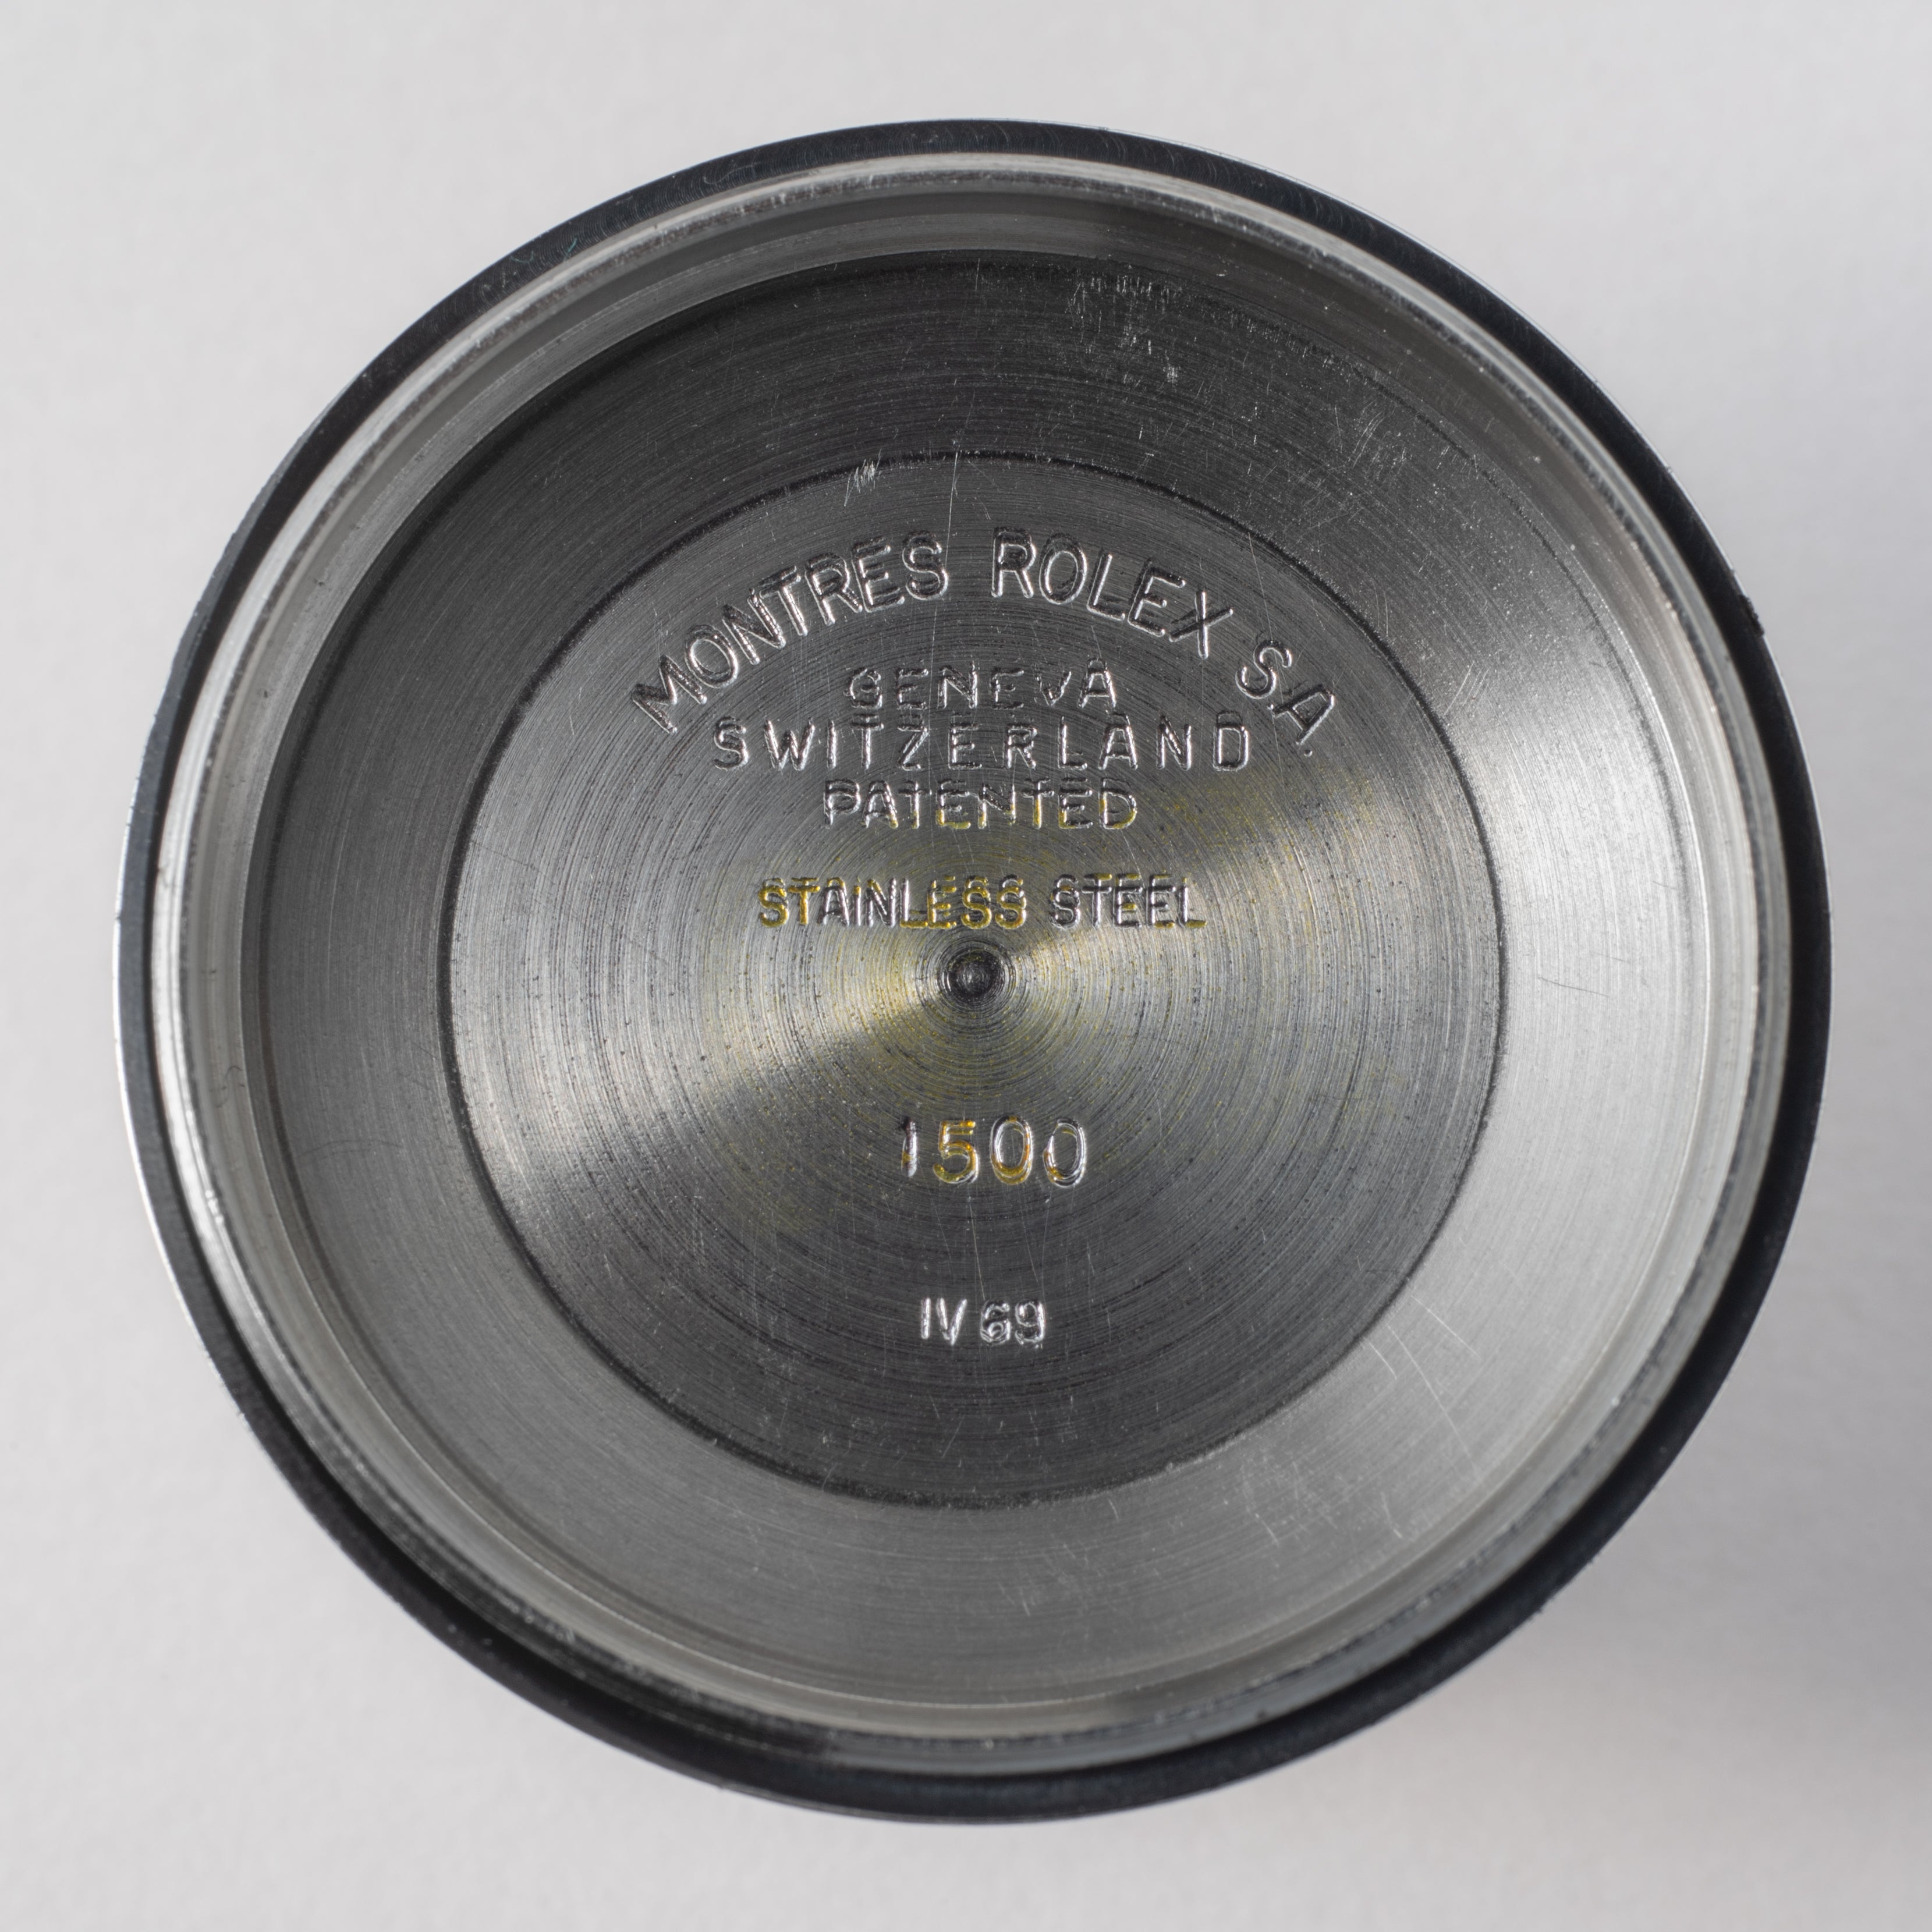 MONTRES ROLEX S.A.
GENEVA
SWITZERLAND
PATENTED
STAINLESS STEEL
1500
IV 69